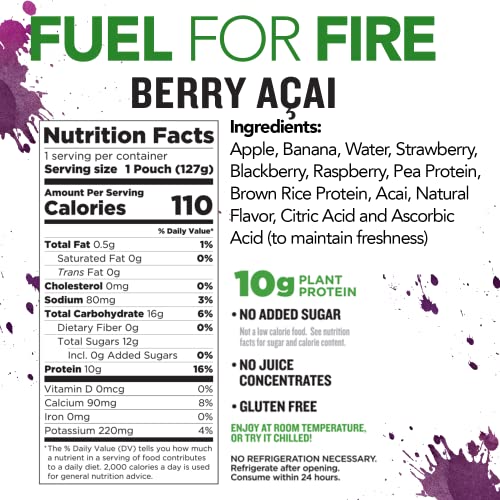 FUEL FOR FIRE
BERRY AÇAI
Nutrition Facts
1 serving per container
Serving size 1 Pouch (127g)
Amount Per Serving
Calories 110
% Daily Value*
Total Fat 0.5g 1%
Saturated Fat 0g 0%
Trans Fat 0g
Cholesterol 0mg 0%
Sodium 80mg 3%
Total Carbohydrate 16g 6%
Dietary Fiber 0g 0%
Total Sugars 12g
Incl. 0g Added Sugars 0%
Protein 10g 16%
Vitamin D 0mcg 0%
Calcium 90mg 8%
Iron 0mg 0%
Potassium 220mg 4%
*The % Daily Value (DV) tells you how much
a nutrient in a serving of food contributes
to a daily diet. 2,000 calories a day is used
for general nutrition advice.
Ingredients:
Apple, Banana, Water, Strawberry,
Blackberry, Raspberry, Pea Protein,
Brown Rice Protein, Acai, Natural
Flavor, Citric Acid and Ascorbic
Acid (to maintain freshness)
10g PLANT
PROTEIN
• NO ADDED SUGAR
Not a low calorie food. See nutrition
facts for sugar and calorie content.
• NO JUICE
CONCENTRATES
• GLUTEN FREE
ENJOY AT ROOM TEMPERATURE,
OR TRY IT CHILLED!
NO REFRIGERATION NECESSARY.
Refrigerate after opening.
Consume within 24 hours.